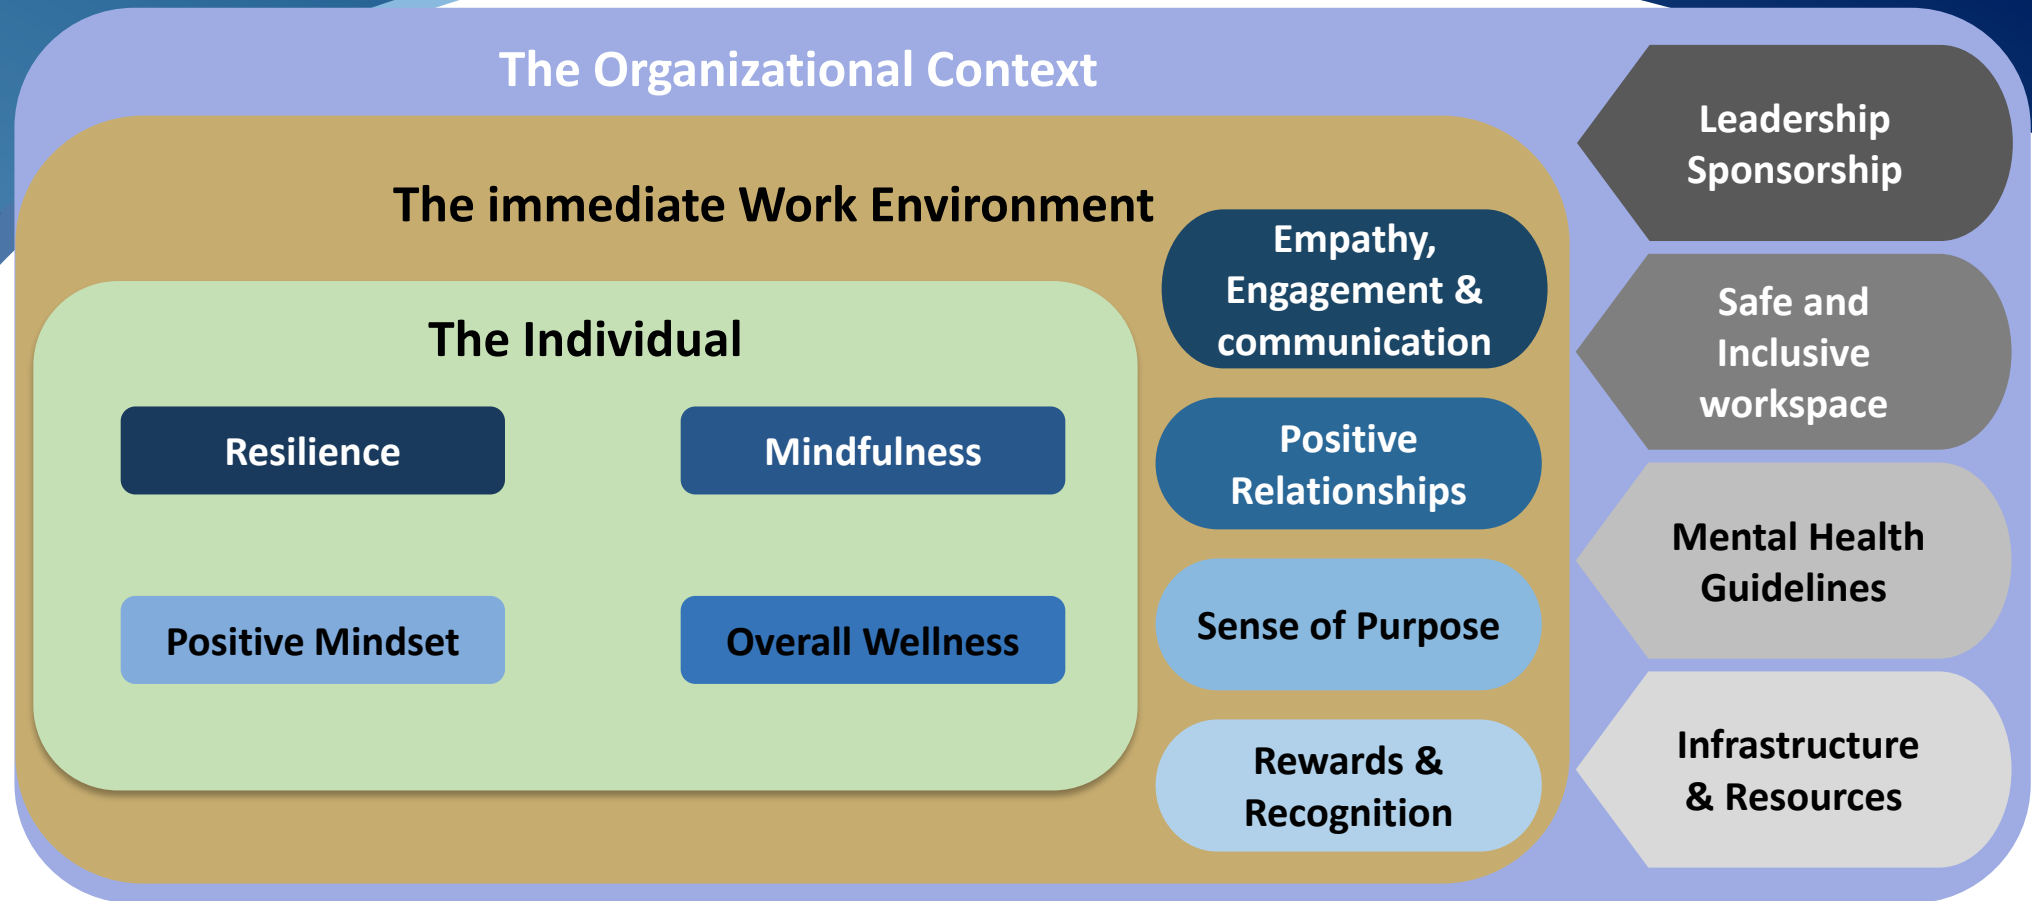 The Organizational Context
The immediate Work Environment
The Individual
Resilience
Mindfulness
Positive Mindset
Overall Wellness
Empathy,
Engagement &
communication
Positive
Relationships
Sense of Purpose
Rewards &
Recognition
Leadership
Sponsorship
Safe and
Inclusive
workspace
Mental Health
Guidelines
Infrastructure
& Resources